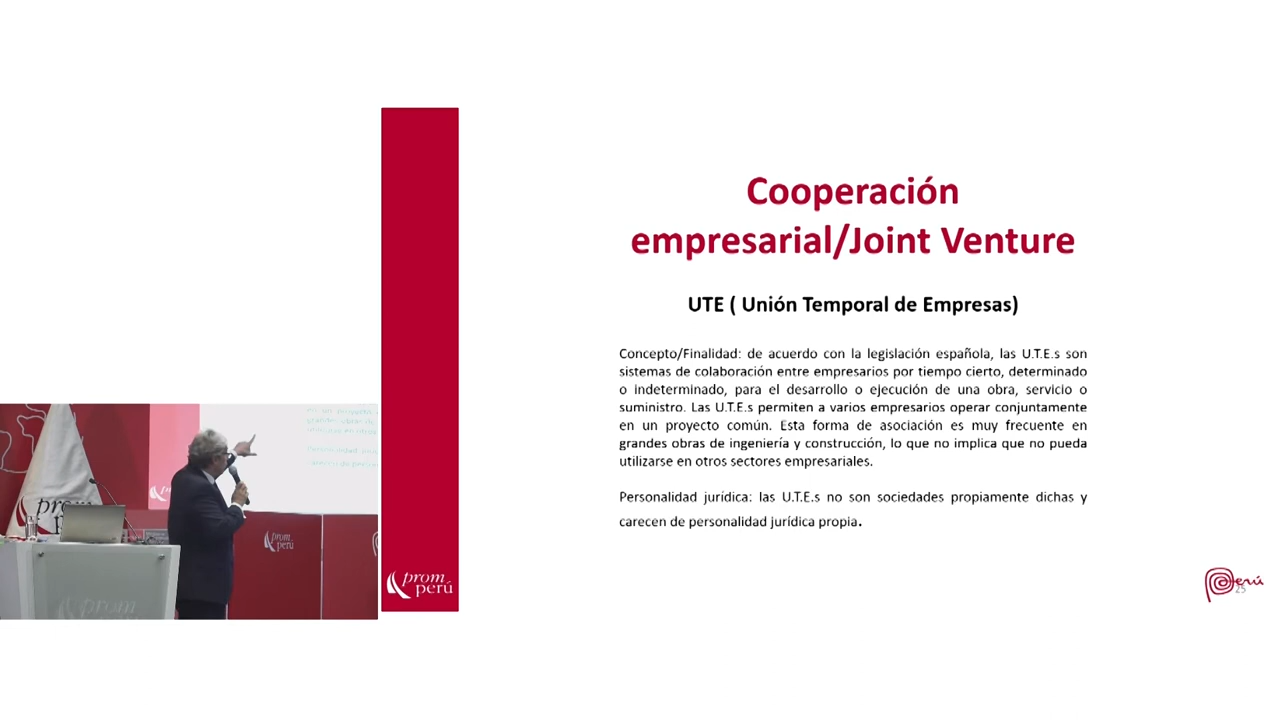 Cooperación
empresarial/Joint Venture
UTE ( Unión Temporal de Empresas)
Concepto/Finalidad: de acuerdo con la legislación española, las U.T.E.s son
sistemas de colaboración entre empresarios por tiempo cierto, determinado
o indeterminado, para el desarrollo o ejecución de una obra, servicio o
suministro. Las U.T.E.s permiten a varios empresarios operar conjuntamente
en un proyecto común. Esta forma de asociación es muy frecuente en
grandes obras de ingeniería y construcción, lo que no implica que no pueda
utilizarse en otros sectores empresariales.
Personalidad jurídica: las U.T.E.s no son sociedades propiamente dichas y
carecen de personalidad jurídica propia.
prom
perú
Perú
25
prom
prom
perú
prom